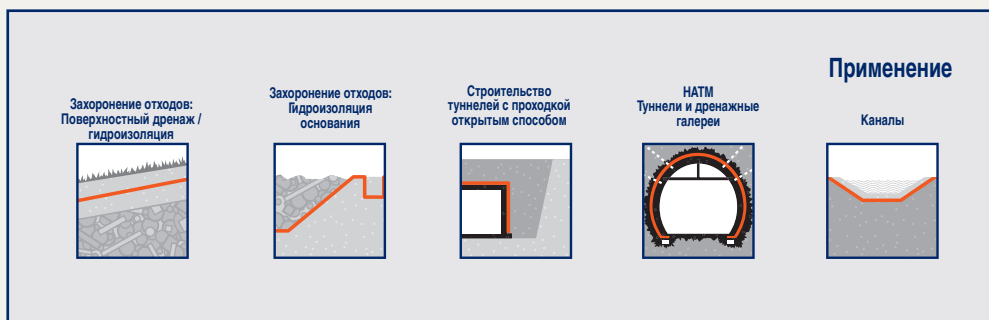 Применение
Захоронение отходов:
Поверхностный дренаж /
гидроизоляция
Захоронение отходов:
Гидроизоляция
основания
Строительство
туннелей с проходкой
открытым способом
НАТМ
Туннели и дренажные
галереи
Каналы